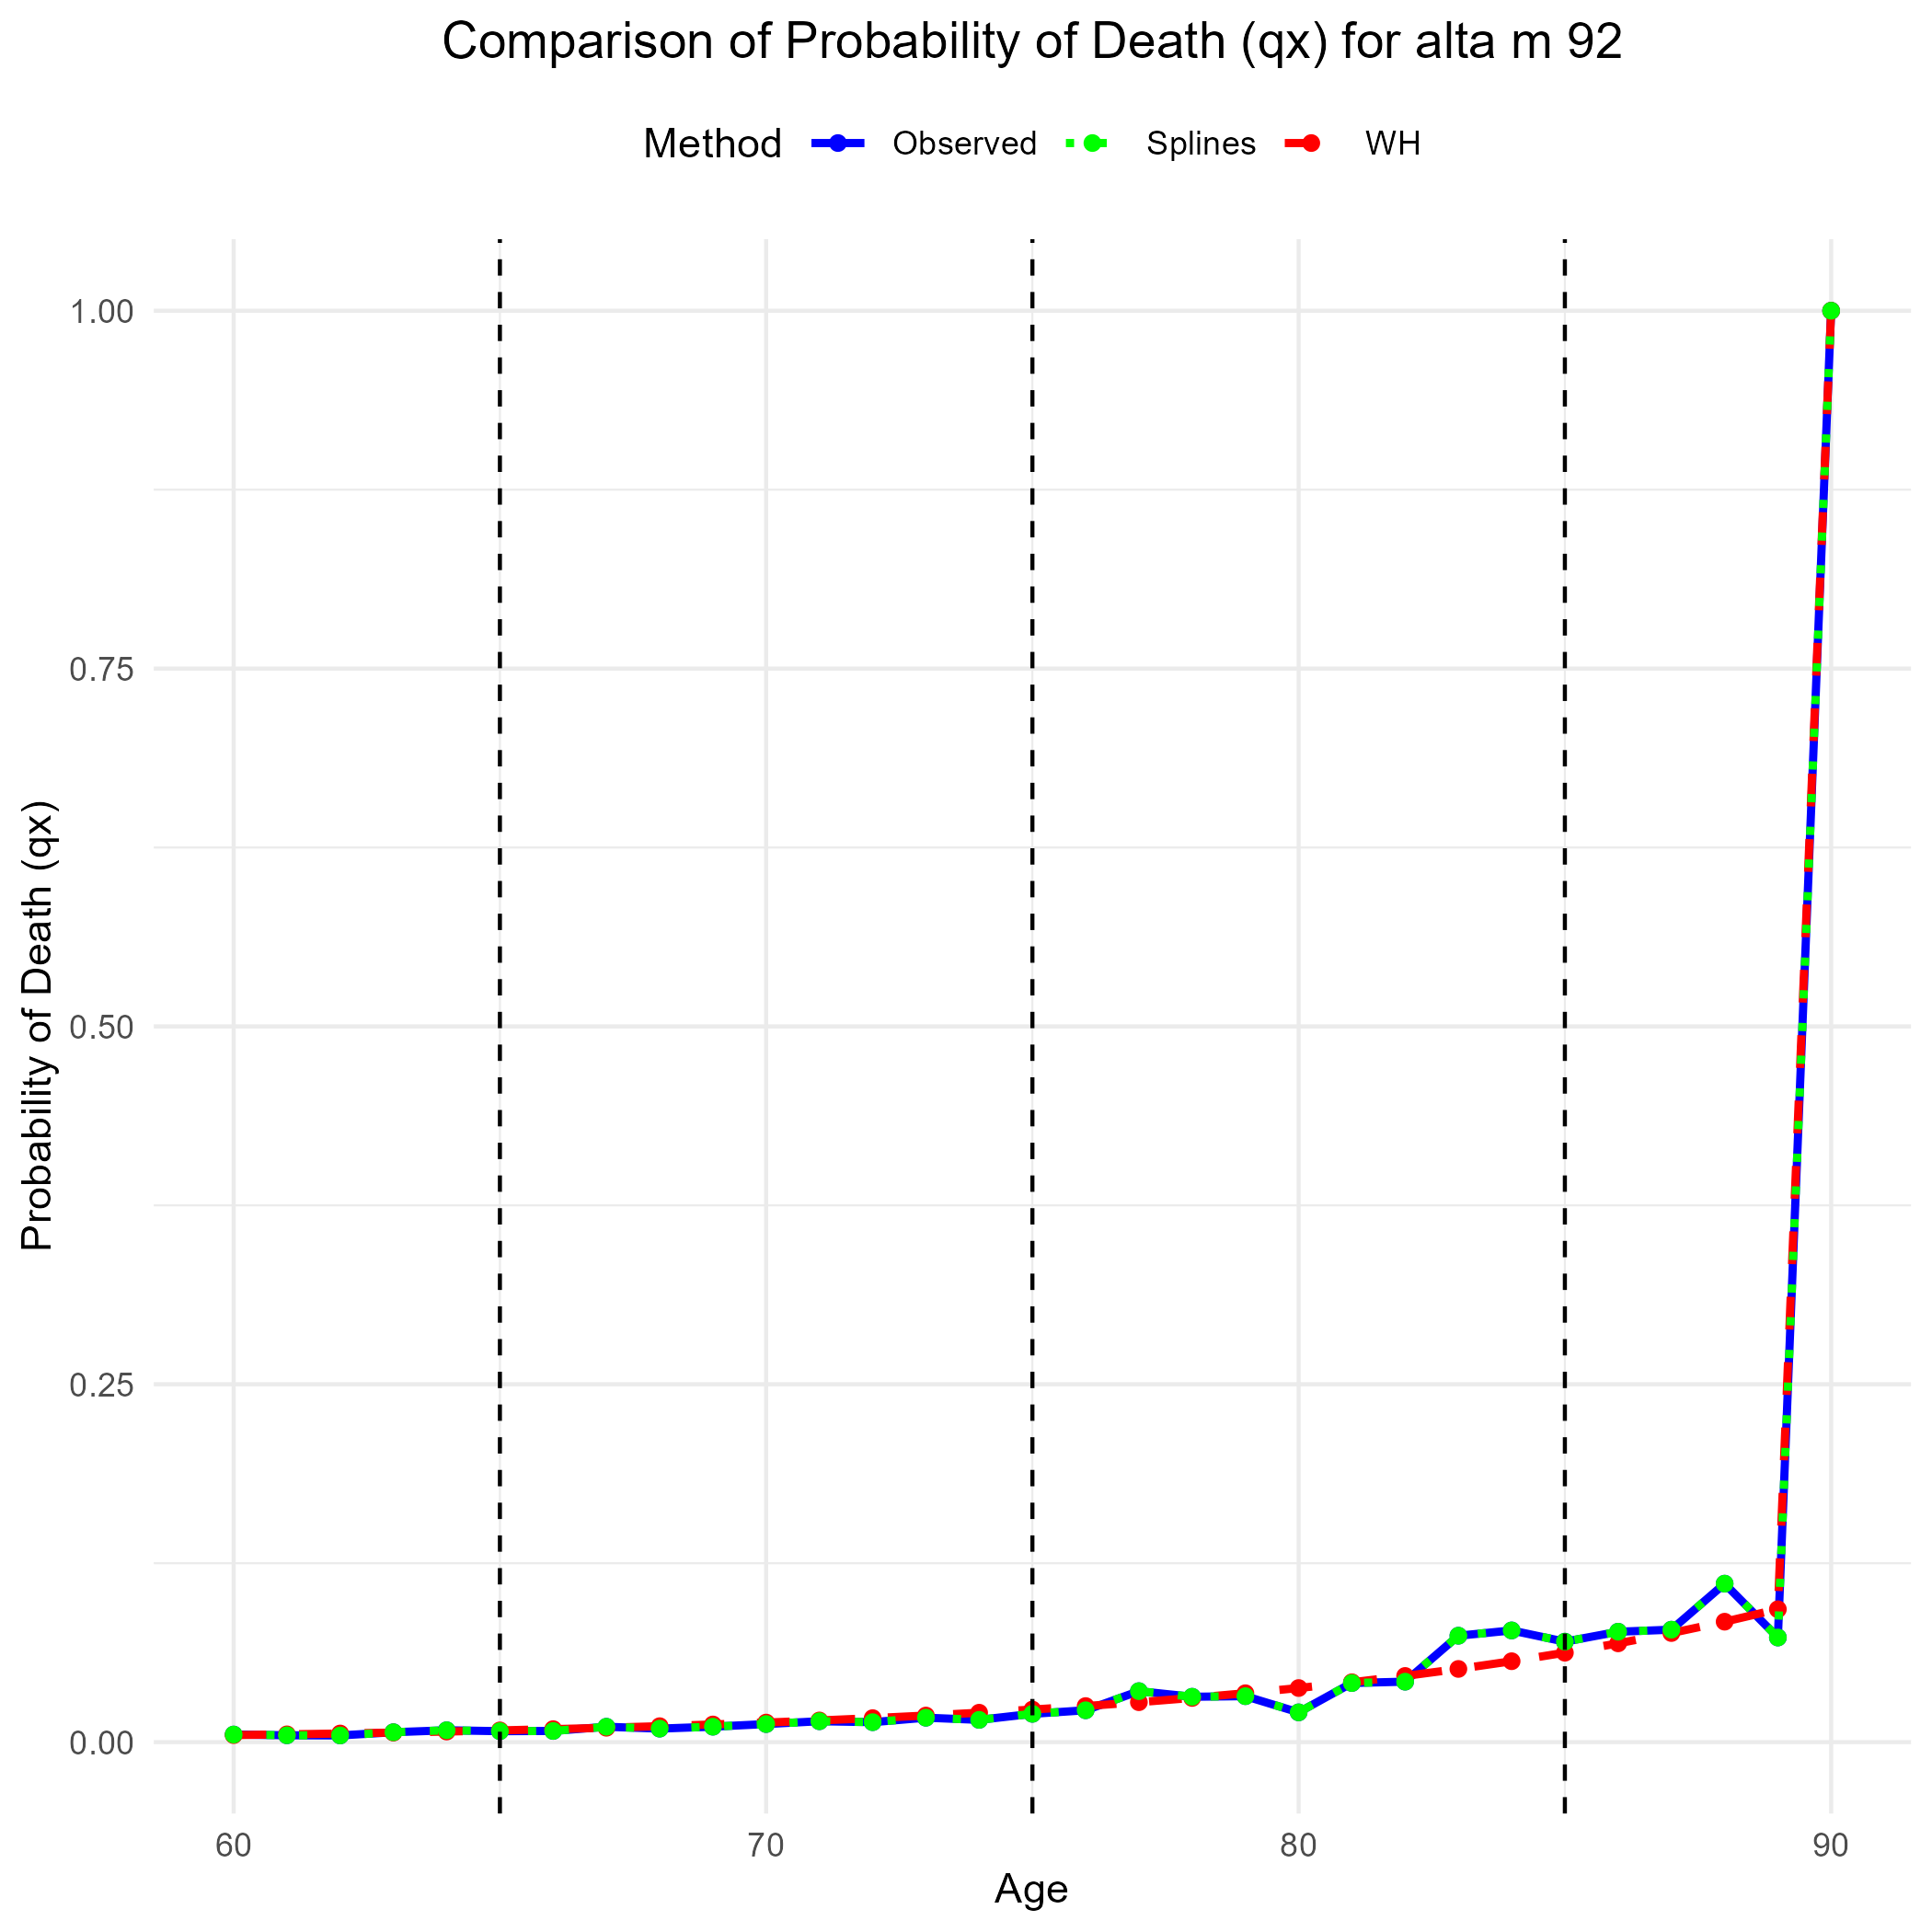 Comparison of Probability of Death (qx) for alta m 92
Method Observed Splines WH
Probability of Death (qx)
1.00
0.75
0.50
0.25
0.00
60 70 80 90
Age